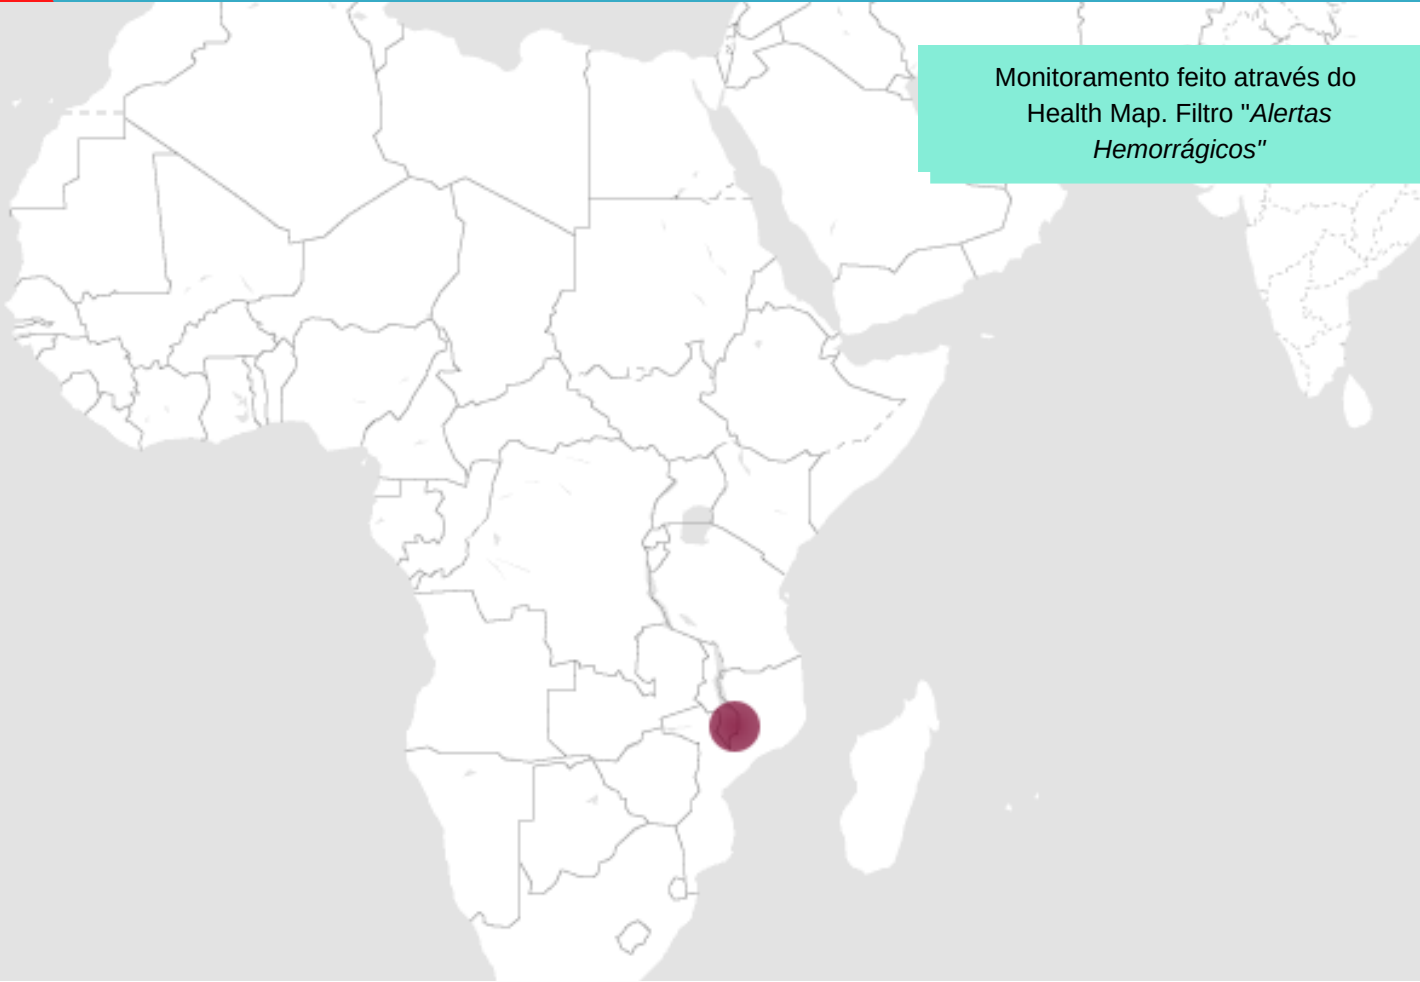 Monitoramento feito através do
Health Map. Filtro "Alertas
Hemorrágicos"